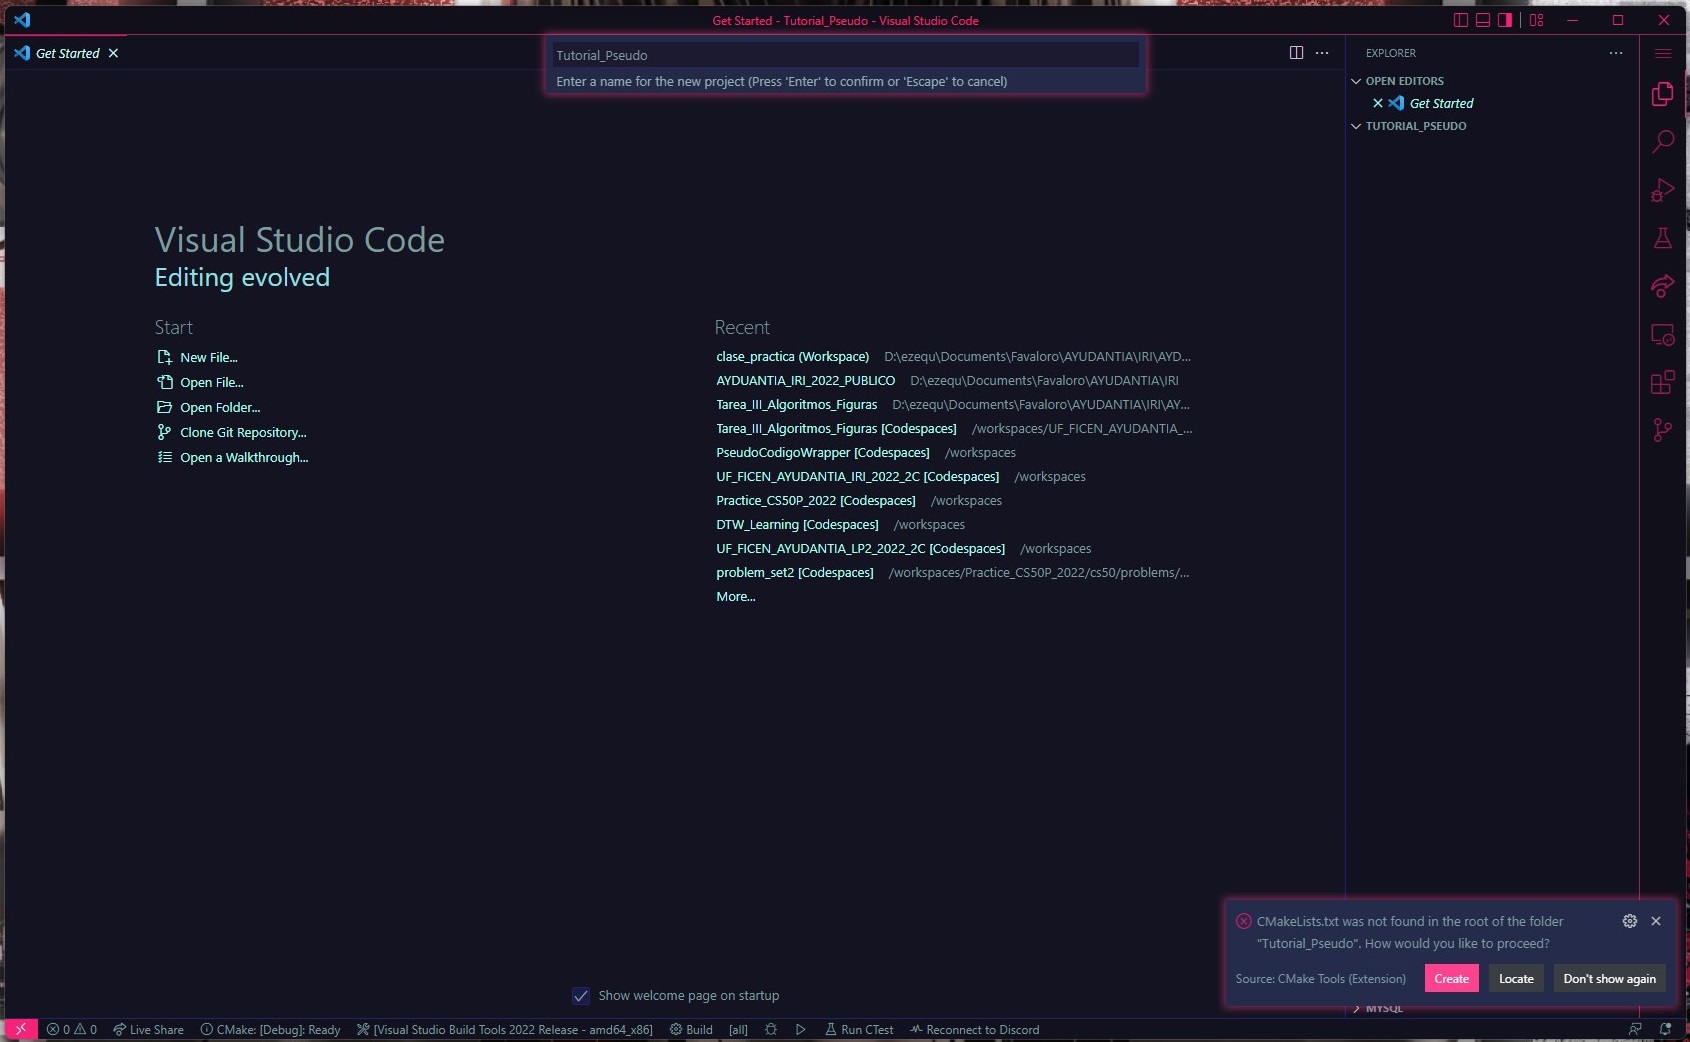 Get Started - Tutorial_Pseudo - Visual Studio Code
Get Started
Tutorial_Pseudo
Enter a name for the new project (Press 'Enter' to confirm or 'Escape' to cancel)
EXPLORER
OPEN EDITORS
Get Started
TUTORIAL_PSEUDO
Visual Studio Code
Editing evolved
Start
New File...
Open File...
Open Folder...
Clone Git Repository...
Open a Walkthrough...
Recent
clase_practica (Workspace) D:\ezequ\Documents\Favaloro\AYUDANTIA\IRI\AYD...
AYDUANTIA_IRI_2022_PUBLICO D:\ezequ\Documents\Favaloro\AYUDANTIA\IRI
Tarea_III_Algoritmos_Figuras D:\ezequ\Documents\Favaloro\AYUDANTIA\IRI\AY...
Tarea_III_Algoritmos_Figuras [Codespaces] /workspaces/UF_FICEN_AYUDANTIA_...
PseudoCodigoWrapper [Codespaces] /workspaces
UF_FICEN_AYUDANTIA_IRI_2022_2C [Codespaces] /workspaces
Practice_CS50P_2022 [Codespaces] /workspaces
DTW_Learning [Codespaces] /workspaces
UF_FICEN_AYUDANTIA_LP2_2022_2C [Codespaces] /workspaces
problem_set2 [Codespaces] /workspaces/Practice_CS50P_2022/cs50/problems/...
More...
Show welcome page on startup
CMakeLists.txt was not found in the root of the folder
"Tutorial_Pseudo". How would you like to proceed?
Source: CMake Tools (Extension) Create Locate Don't show again
MYSQL
0 0 Live Share CMake: [Debug]: Ready [Visual Studio Build Tools 2022 Release - amd64_x86] Build [all] Run CTest Reconnect to Discord